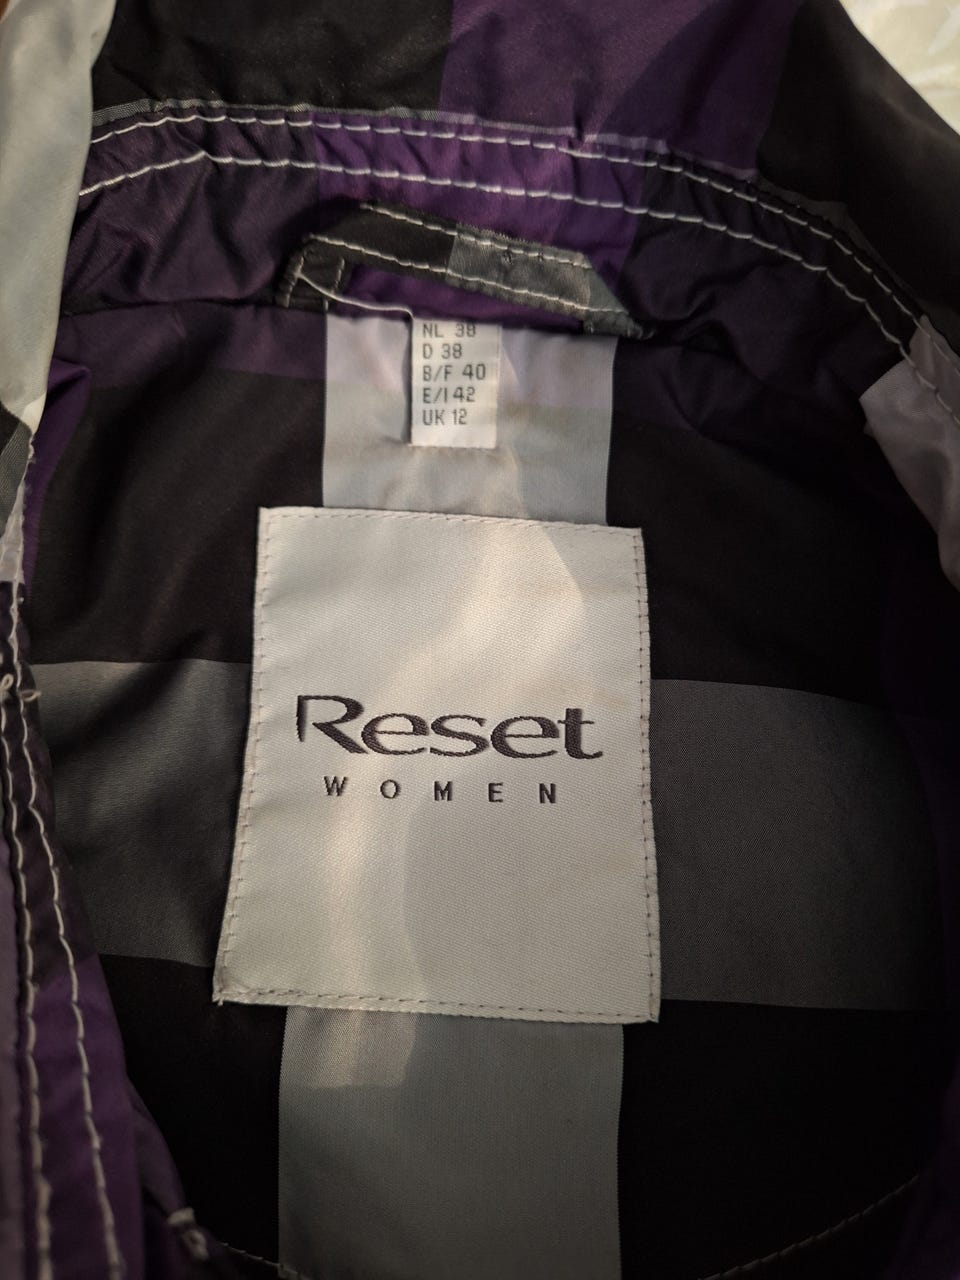 NL 38
D 38
B/F 40
E/I 42
UK 12
Reset
WOMEN